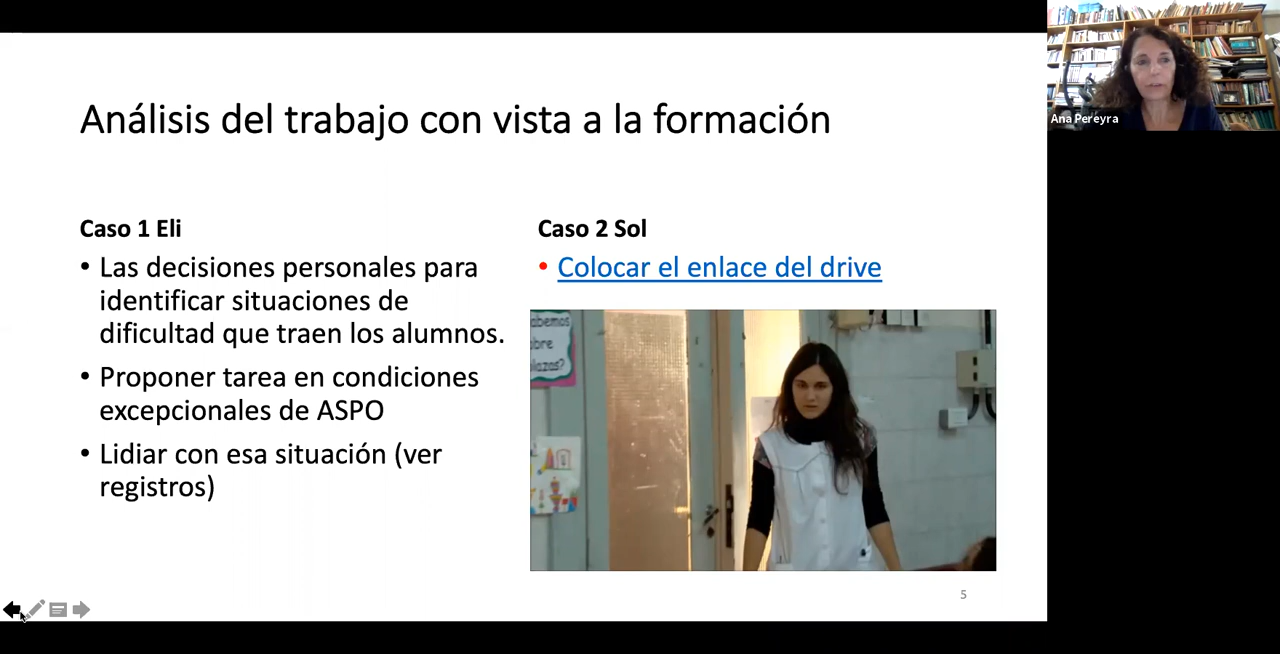 Análisis del trabajo con vista a la formación
Caso 1 Eli
• Las decisiones personales para
identificar situaciones de
dificultad que traen los alumnos.
• Proponer tarea en condiciones
excepcionales de ASPO
• Lidiar con esa situación (ver
registros)
Caso 2 Sol
• Colocar el enlace del drive
5
Ana Pereyra